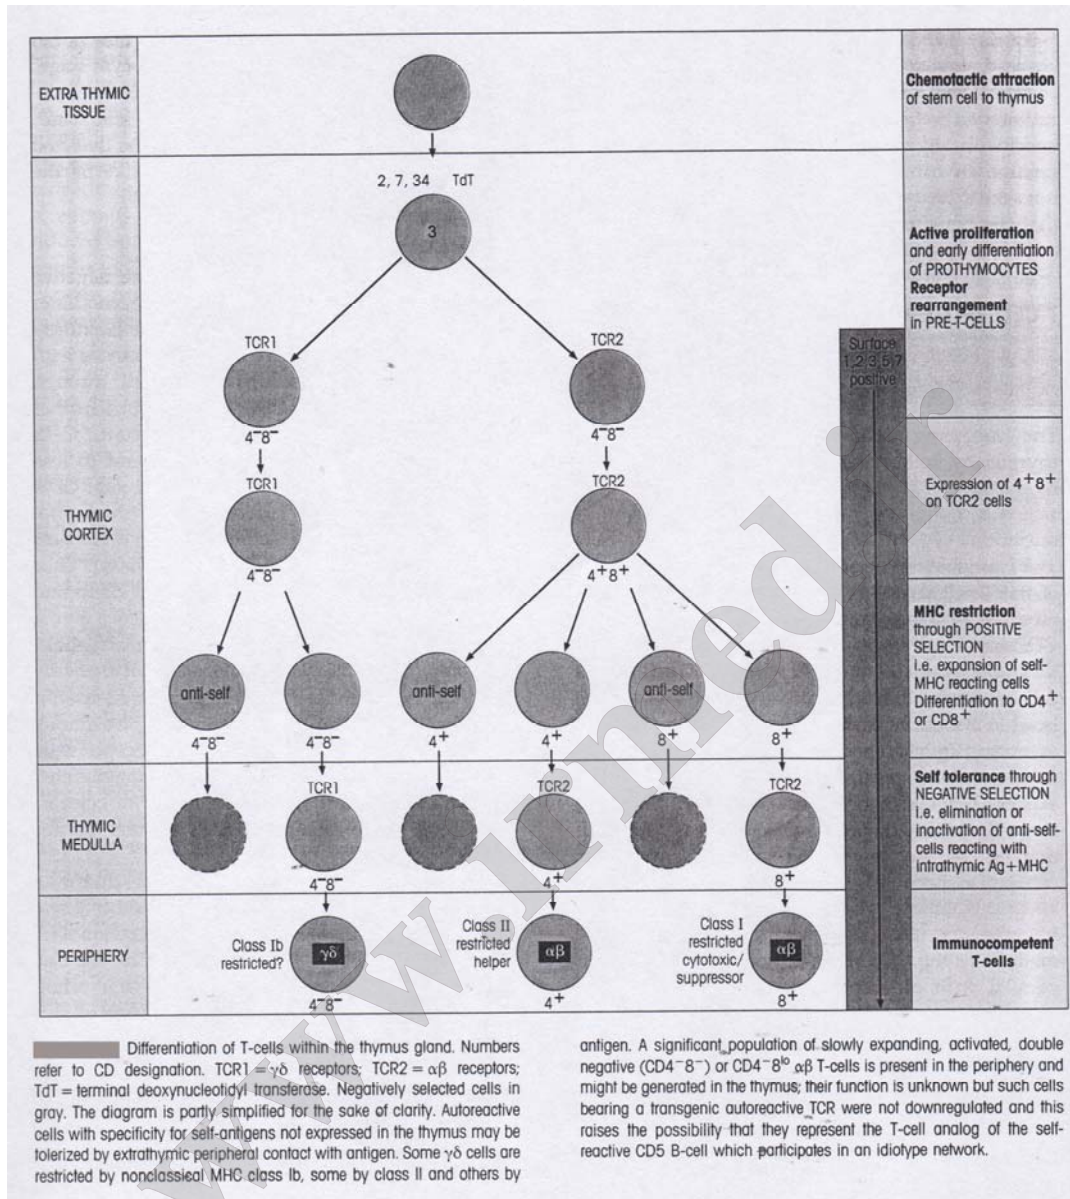 EXTRA THYMIC
TISSUE
Chemotactic attraction
of stem cell to thymus
2, 7, 34 TdT
3
Active proliferation
and early differentiation
of PROTHYMOCYTES
Receptor
rearrangement
in PRE-T-CELLS
TCR1
TCR2
Surface
1,2,3,5,7
positive
4⁻8⁻
4⁻8⁻
TCR1
TCR2
Expression of 4⁺8⁺
on TCR2 cells
THYMIC
CORTEX
4⁻8⁻
4⁺8⁺
MHC restriction
through POSITIVE
SELECTION
i.e. expansion of self-
MHC reacting cells
Differentiation to CD4⁺
or CD8⁺
anti-self
anti-self
anti-self
4⁻8⁻
4⁻8⁻
4⁺
4⁺
8⁺
8⁺
THYMIC
MEDULLA
TCR1
TCR2
TCR2
Self tolerance through
NEGATIVE SELECTION
i.e. elimination or
inactivation of anti-self-
cells reacting with
intrathymic Ag+MHC
4⁻8⁻
4⁺
8⁺
PERIPHERY
Class Ib
restricted?
γδ
Class II
restricted
helper
αβ
Class I
restricted
cytotoxic/
suppressor
αβ
Immunocompetent
T-cells
4⁻8⁻
4⁺
8⁺
Differentiation of T-cells within the thymus gland. Numbers
refer to CD designation. TCR1 = γδ receptors; TCR2 = αβ receptors;
TdT = terminal deoxynucleotidyl transferase. Negatively selected cells in
gray. The diagram is partly simplified for the sake of clarity. Autoreactive
cells with specificity for self-antigens not expressed in the thymus may be
tolerized by extrathymic peripheral contact with antigen. Some γδ cells are
restricted by nonclassical MHC class Ib, some by class II and others by
antigen. A significant population of slowly expanding, activated, double
negative (CD4⁻8⁻) or CD4⁻8ˡᵒ αβ T-cells is present in the periphery and
might be generated in the thymus; their function is unknown but such cells
bearing a transgenic autoreactive TCR were not downregulated and this
raises the possibility that they represent the T-cell analog of the self-
reactive CD5 B-cell which participates in an idiotype network.